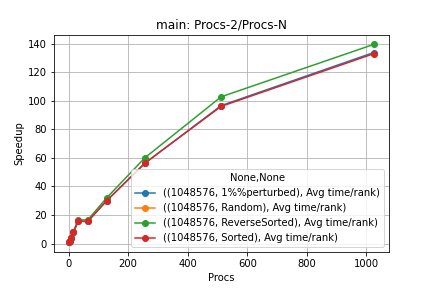 main: Procs-2/Procs-N
140
120
100
80
60
40
20
0
Speedup
None,None
((1048576, 1%%perturbed), Avg time/rank)
((1048576, Random), Avg time/rank)
((1048576, ReverseSorted), Avg time/rank)
((1048576, Sorted), Avg time/rank)
0 200 400 600 800 1000
Procs